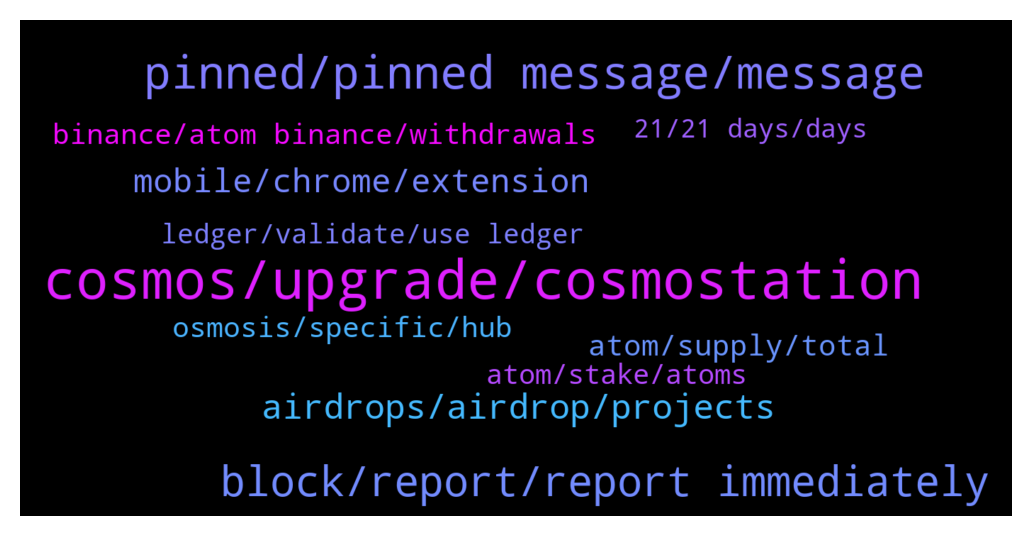 pinned/pinned message/message
binance/atom binance/withdrawals
21/21 days/days
mobile/chrome/extension
ledger/validate/use ledger
cosmos/upgrade/cosmostation
osmosis/specific/hub
atom/supply/total
atom/stake/atoms
airdrops/airdrop/projects
block/report/report immediately